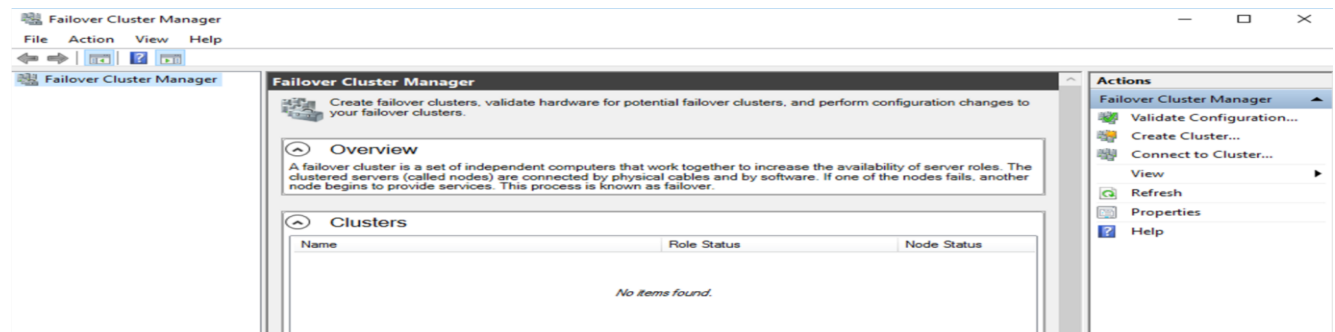 Failover Cluster Manager
File Action View Help
Failover Cluster Manager
Failover Cluster Manager
Create failover clusters, validate hardware for potential failover clusters, and perform configuration changes to
your failover clusters.
Overview
A failover cluster is a set of independent computers that work together to increase the availability of server roles. The
clustered servers (called nodes) are connected by physical cables and by software. If one of the nodes fails, another
node begins to provide services. This process is known as failover.
Clusters
Name Role Status Node Status
No items found.
Actions
Failover Cluster Manager
Validate Configuration...
Create Cluster...
Connect to Cluster...
View
Refresh
Properties
Help